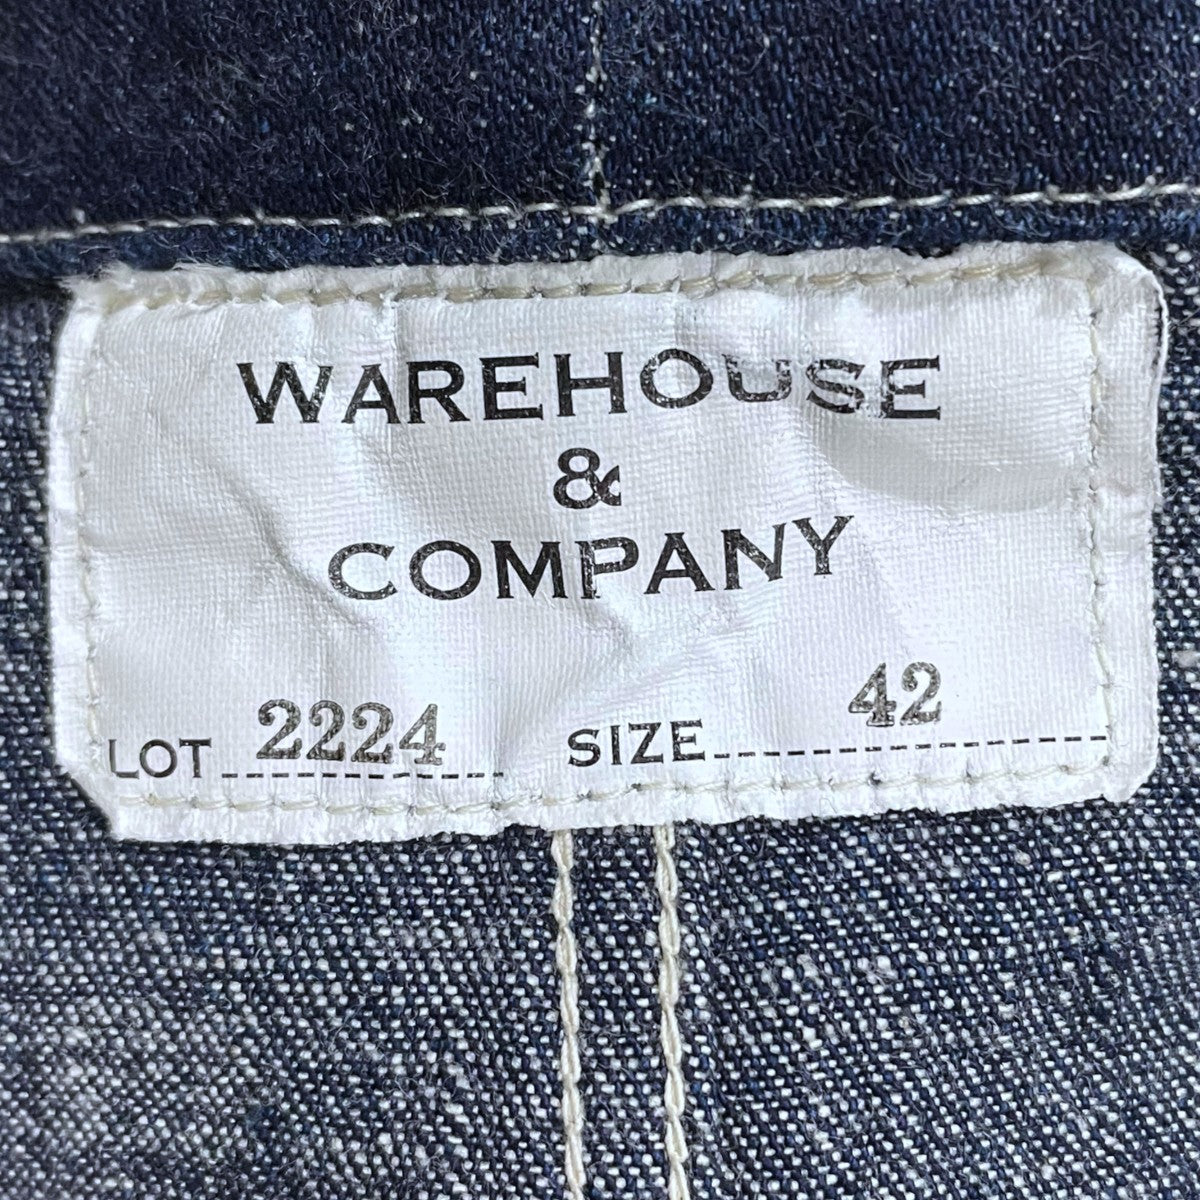 WAREHOUSE
&
COMPANY
LOT 2224 SIZE 42